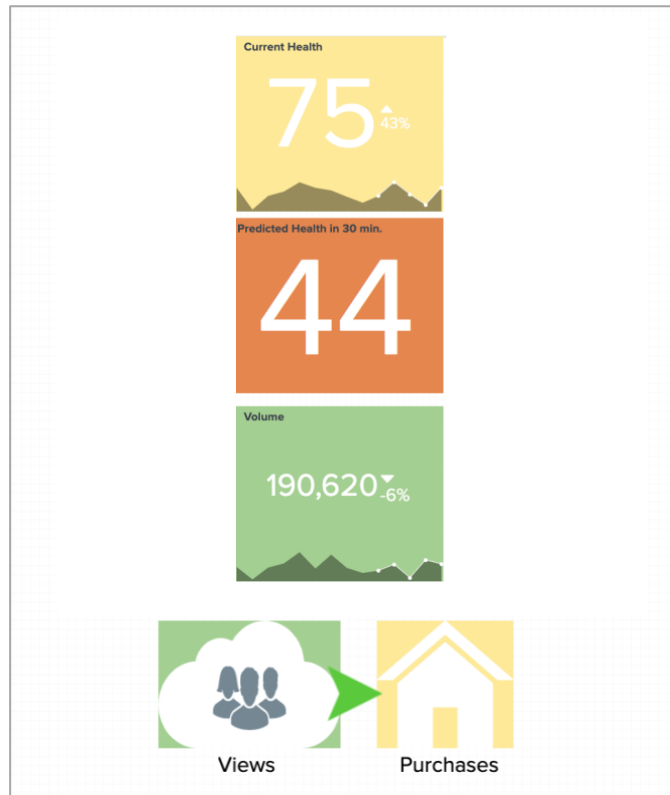 Current Health
75
43%
Predicted Health in 30 min.
44
Volume
190,620
-6%
Views
Purchases